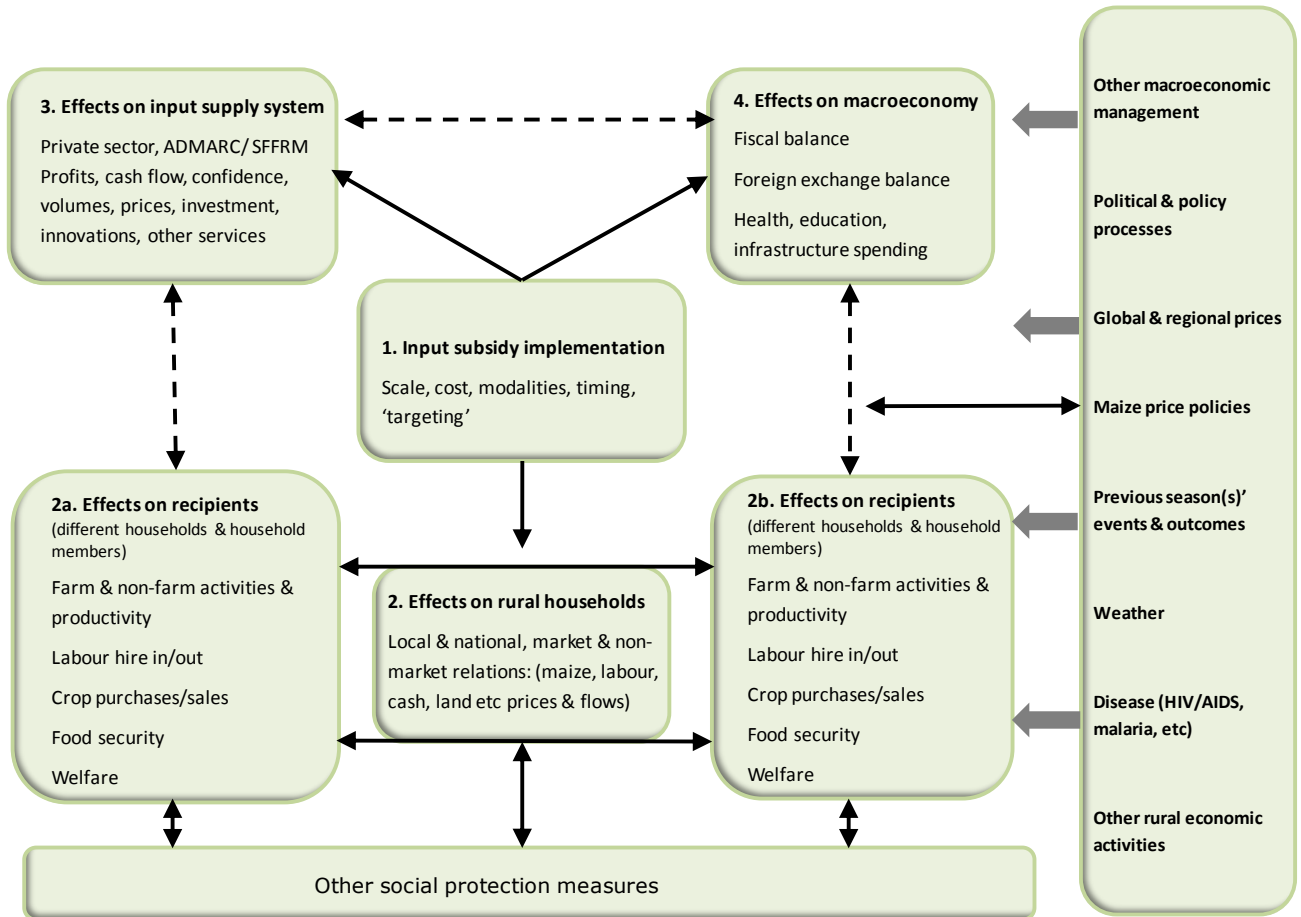 3. Effects on input supply system
Private sector, ADMARC/ SFFRM
Profits, cash flow, confidence,
volumes, prices, investment,
innovations, other services
4. Effects on macroeconomy
Fiscal balance
Foreign exchange balance
Health, education,
infrastructure spending
1. Input subsidy implementation
Scale, cost, modalities, timing,
‘targeting’
2a. Effects on recipients
(different households & household
members)
Farm & non-farm activities &
productivity
Labour hire in/out
Crop purchases/sales
Food security
Welfare
2. Effects on rural households
Local & national, market & non-
market relations: (maize, labour,
cash, land etc prices & flows)
2b. Effects on recipients
(different households & household
members)
Farm & non-farm activities &
productivity
Labour hire in/out
Crop purchases/sales
Food security
Welfare
Other macroeconomic
management
Political & policy
processes
Global & regional prices
Maize price policies
Previous season(s)’
events & outcomes
Weather
Disease (HIV/AIDS,
malaria, etc)
Other rural economic
activities
Other social protection measures